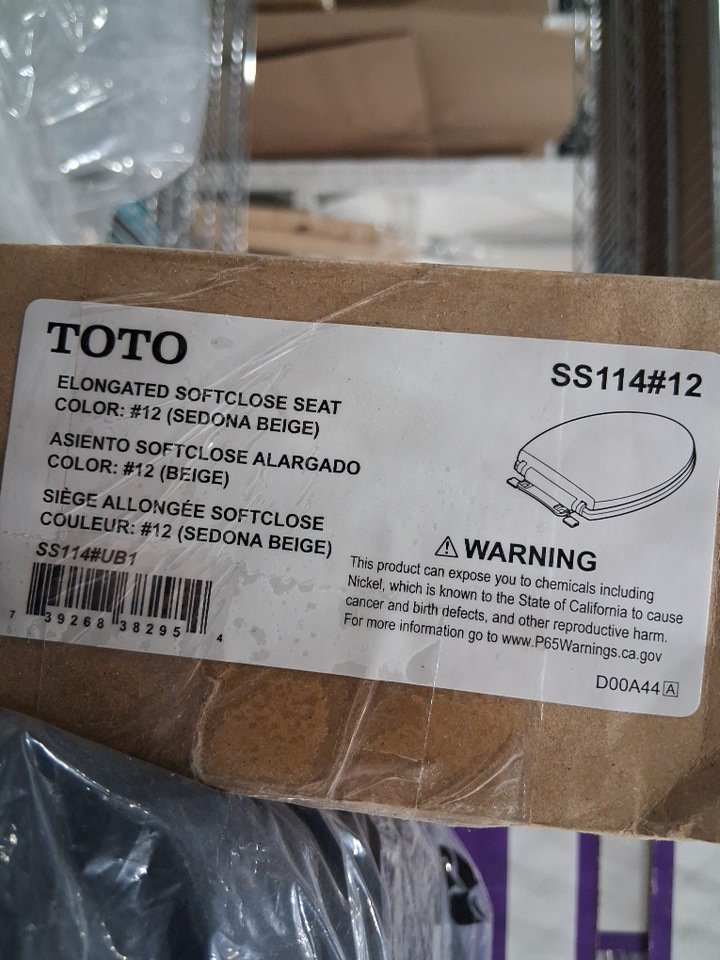 TOTO
SS114#12
ELONGATED SOFTCLOSE SEAT
COLOR: #12 (SEDONA BEIGE)
ASIENTO SOFTCLOSE ALARGADO
COLOR: #12 (BEIGE)
SIÈGE ALLONGÉE SOFTCLOSE
COULEUR: #12 (SEDONA BEIGE)
SS114#UB1
7 39268 38295 4
⚠ WARNING
This product can expose you to chemicals including
Nickel, which is known to the State of California to cause
cancer and birth defects, and other reproductive harm.
For more information go to www.P65Warnings.ca.gov
D00A44 A